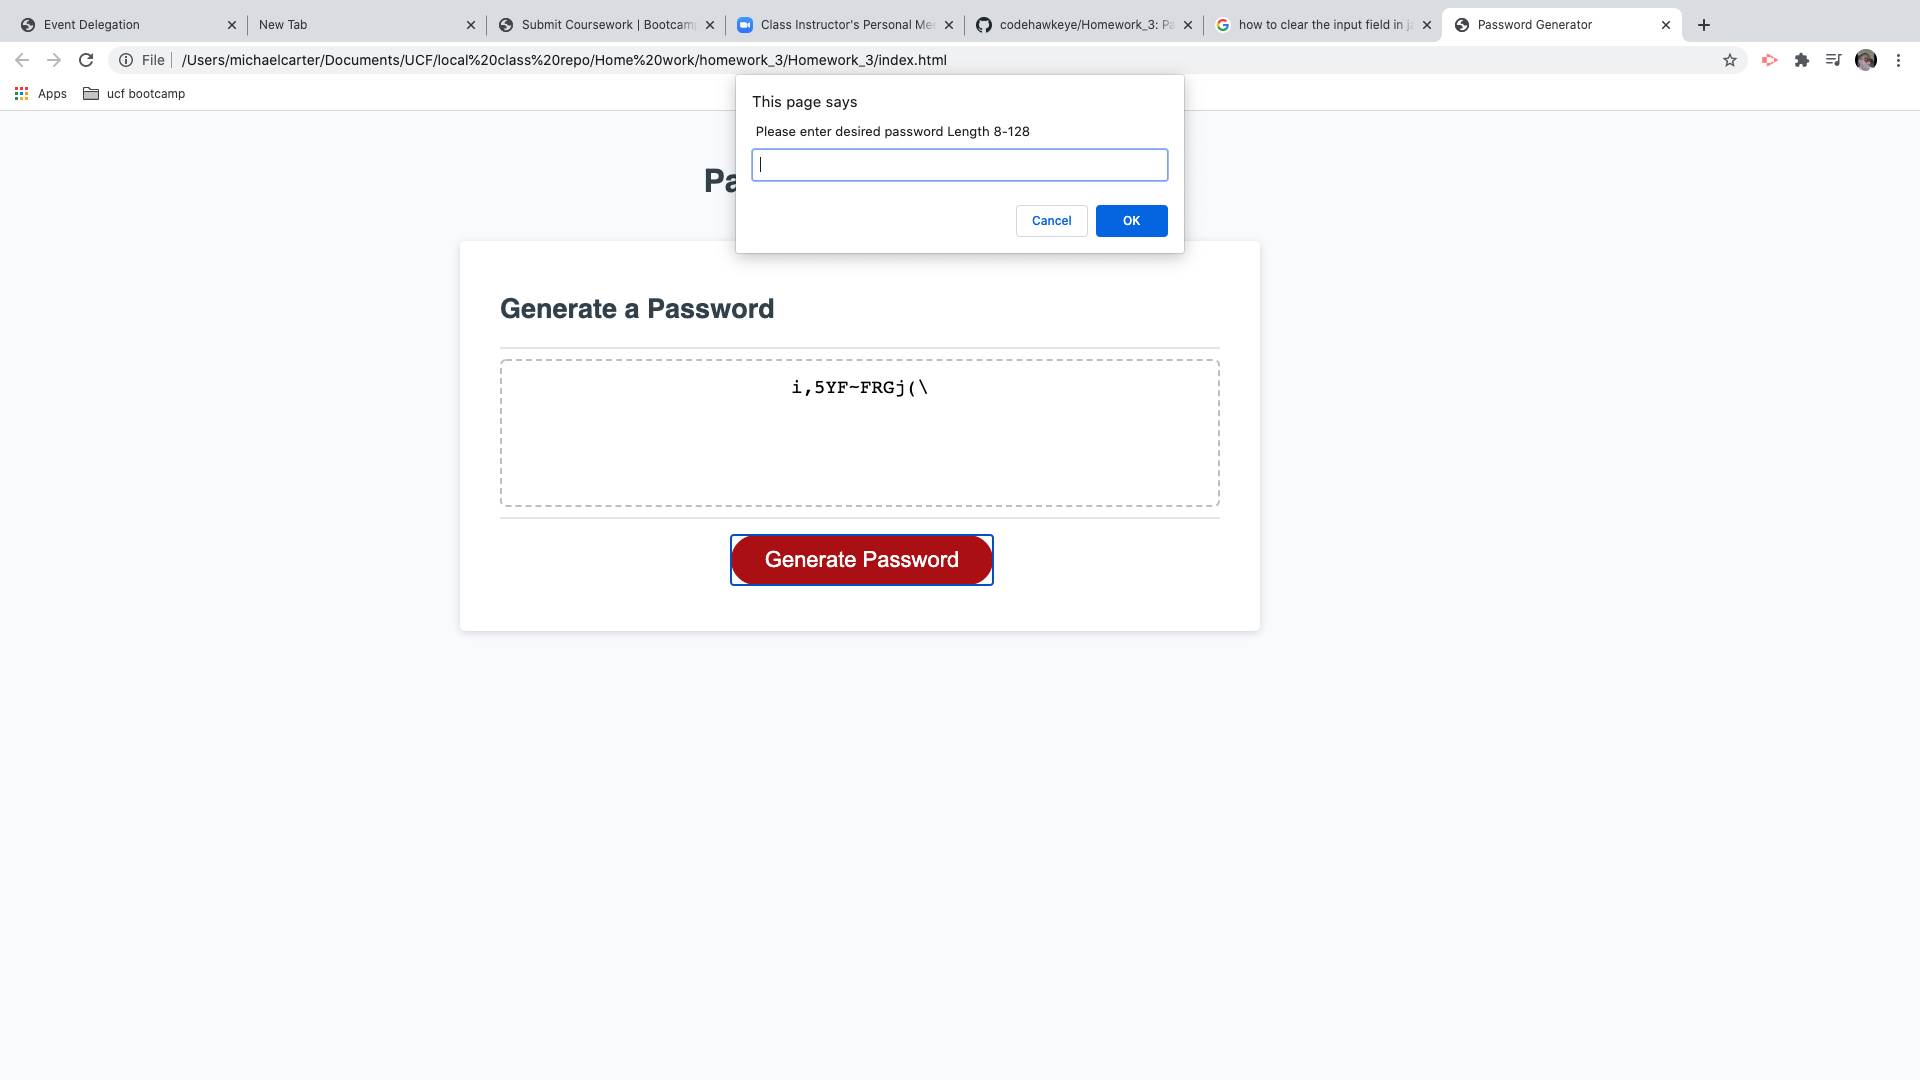 Event Delegation
New Tab
Submit Coursework | Bootcam
Class Instructor's Personal Me
codehawkeye/Homework_3: Pa
how to clear the input field in ja
Password Generator
File
/Users/michaelcarter/Documents/UCF/local%20class%20repo/Home%20work/homework_3/Homework_3/index.html
Apps
ucf bootcamp
This page says
Please enter desired password Length 8-128
Cancel
OK
Pa
Generate a Password
i,5YF~FRGj(\
Generate Password